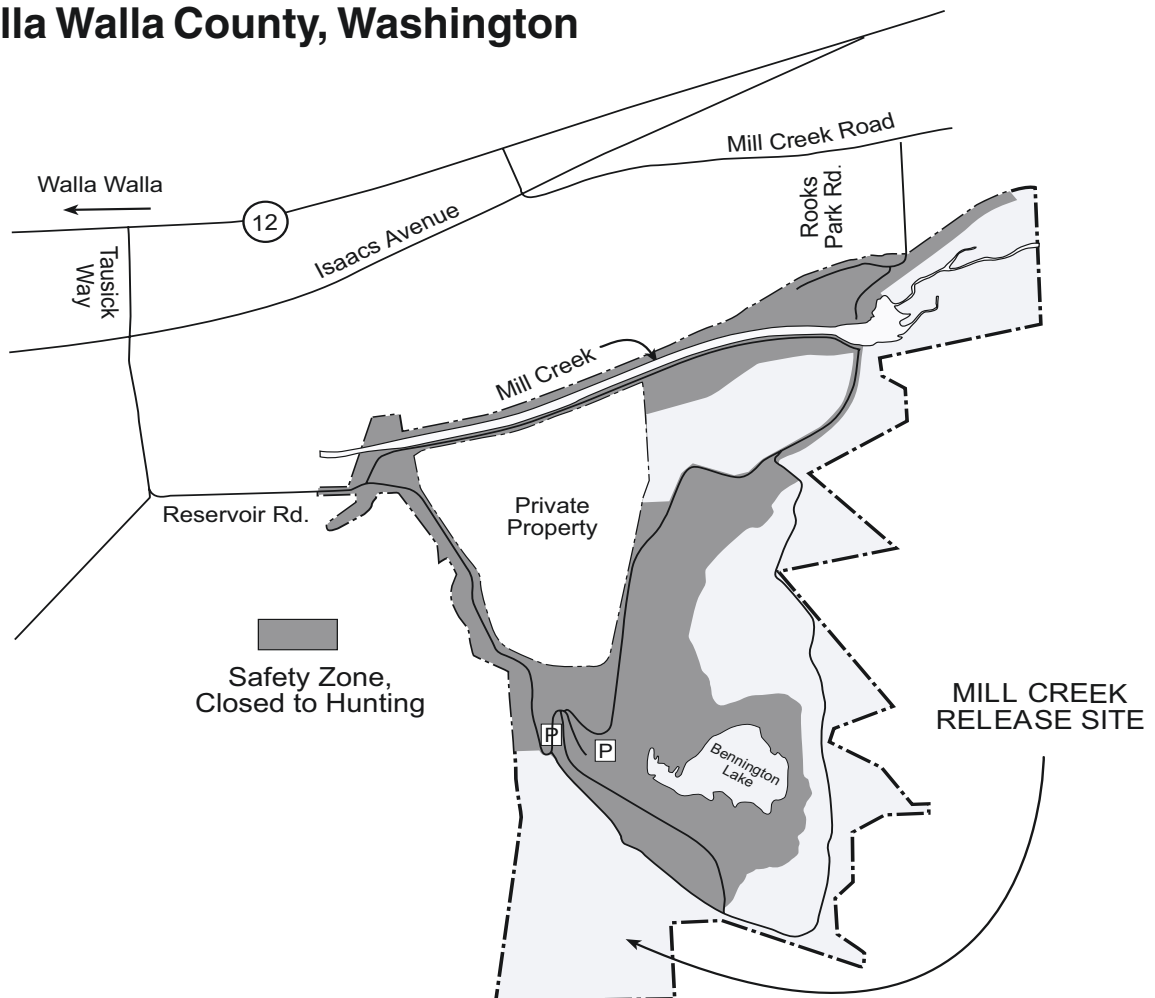 lla Walla County, Washington
Mill Creek Road
Walla Walla
12
Isaacs Avenue
Rooks
Park Rd.
Tausick
Way
Mill Creek
Reservoir Rd.
Private
Property
Safety Zone,
Closed to Hunting
MILL CREEK
RELEASE SITE
P
P
Bennington
Lake